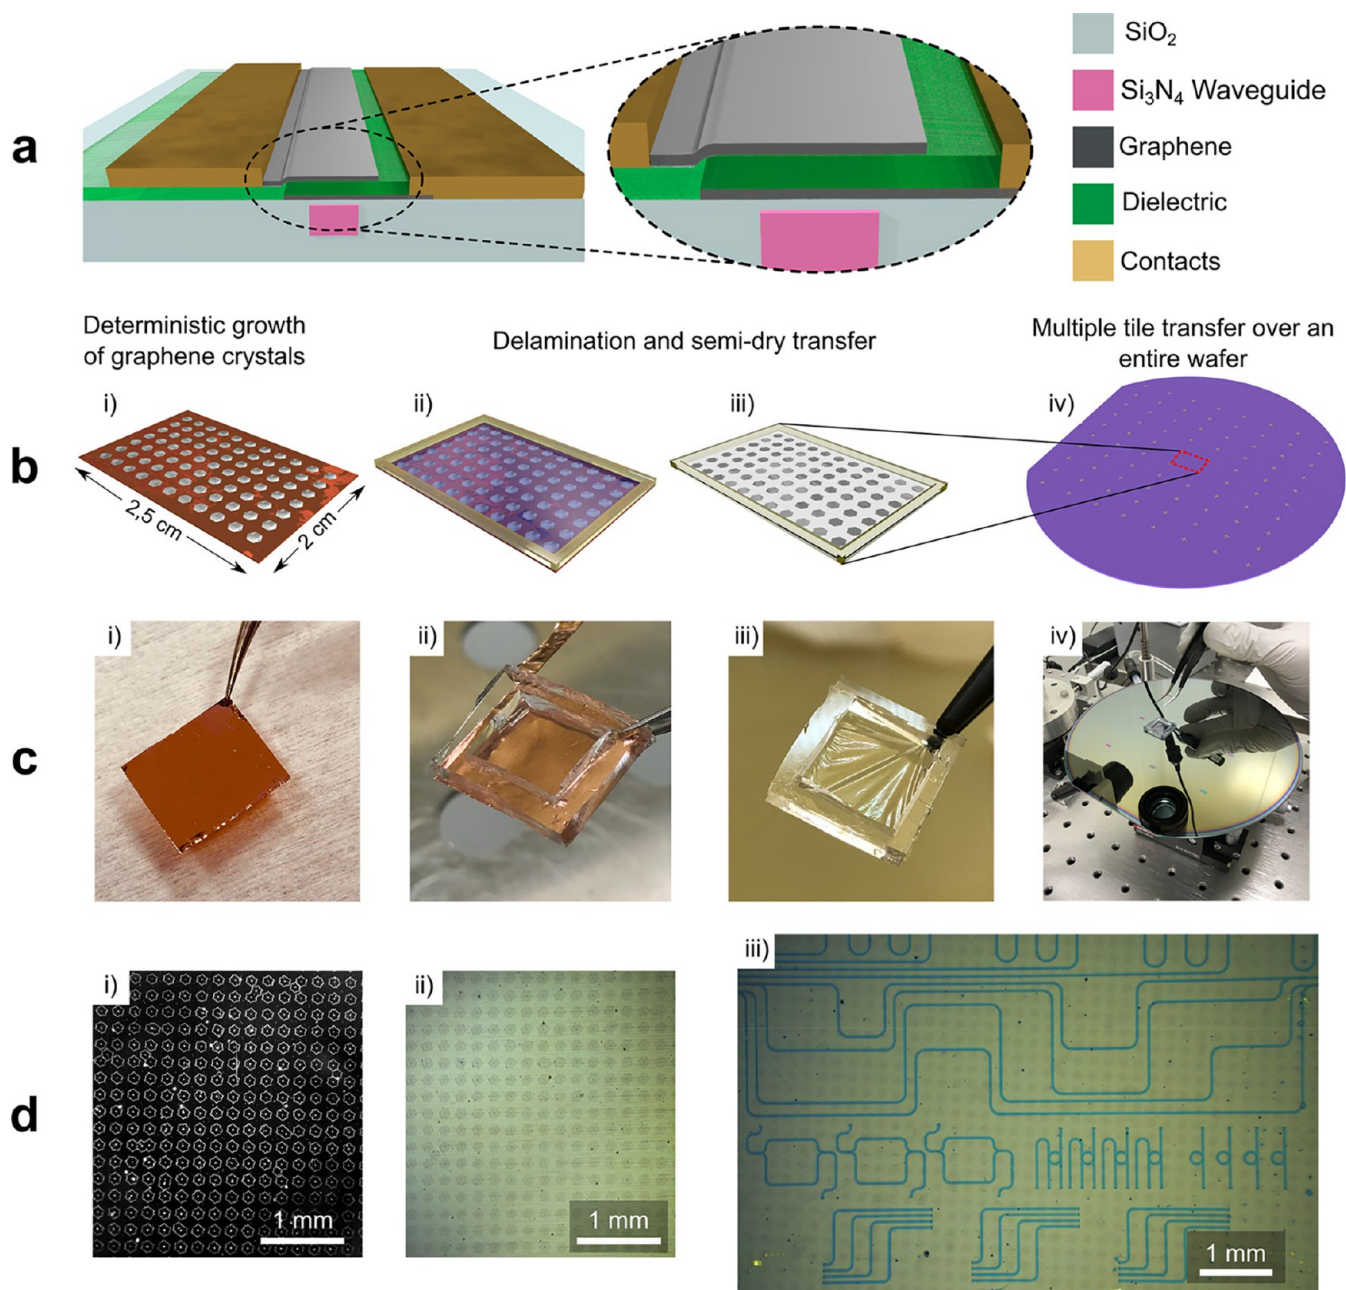 a
SiO₂
Si₃N₄ Waveguide
Graphene
Dielectric
Contacts
b
Deterministic growth
of graphene crystals
Delamination and semi-dry transfer
Multiple tile transfer over an
entire wafer
i)
ii)
iii)
iv)
2,5 cm
2 cm
c
i)
ii)
iii)
iv)
d
i)
1 mm
ii)
1 mm
iii)
1 mm